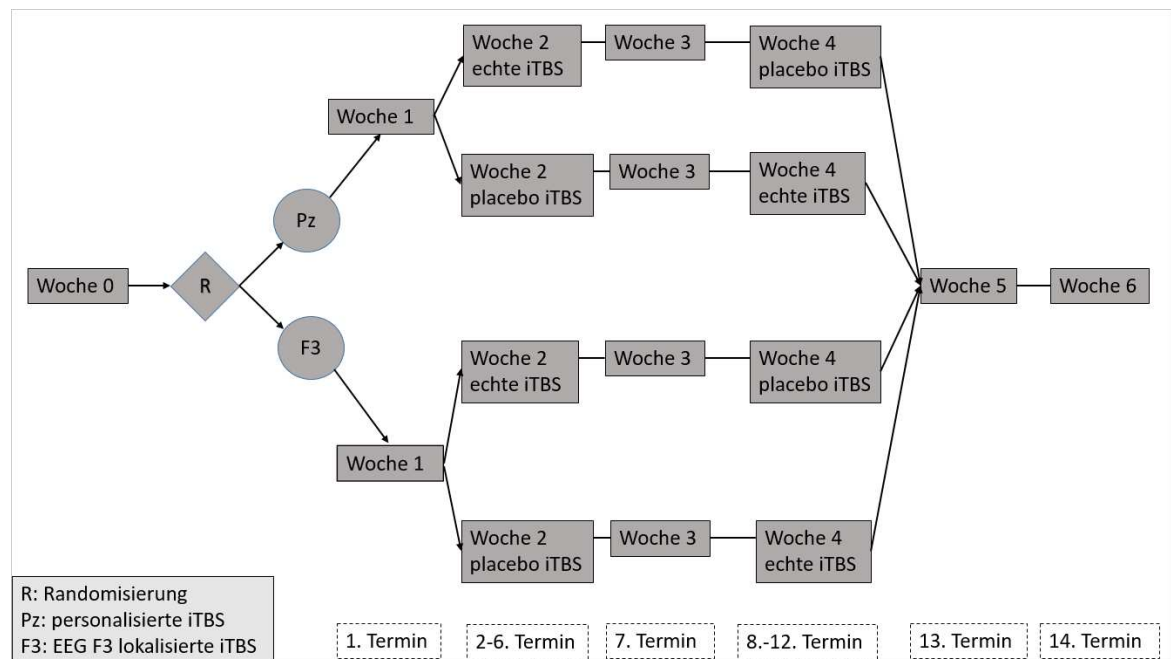 Woche 2
echte iTBS
Woche 3
Woche 4
placebo iTBS
Woche 1
Woche 2
placebo iTBS
Woche 3
Woche 4
echte iTBS
Pz
Woche 0
R
Woche 5
Woche 6
F3
Woche 2
echte iTBS
Woche 3
Woche 4
placebo iTBS
Woche 1
Woche 2
placebo iTBS
Woche 3
Woche 4
echte iTBS
R: Randomisierung
Pz: personalisierte iTBS
F3: EEG F3 lokalisierte iTBS
1. Termin
2-6. Termin
7. Termin
8.-12. Termin
13. Termin
14. Termin